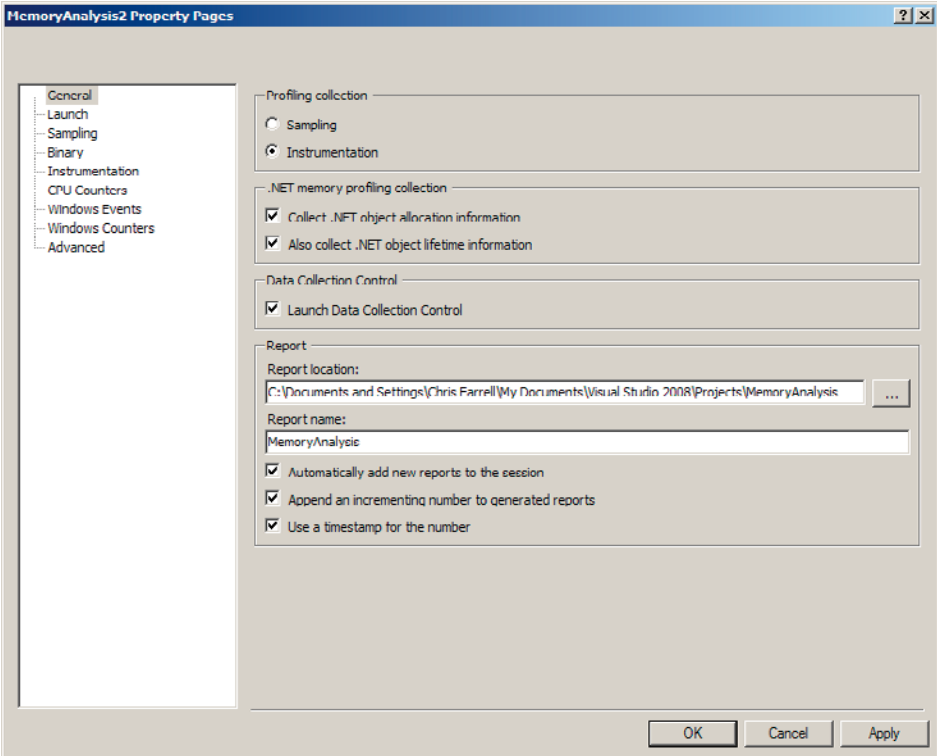 MemoryAnalysis2 Property Pages
General
Launch
Sampling
Binary
Instrumentation
CPU Counters
Windows Events
Windows Counters
Advanced
Profiling collection
Sampling
Instrumentation
.NET memory profiling collection
Collect .NET object allocation information
Also collect .NET object lifetime information
Data Collection Control
Launch Data Collection Control
Report
Report location:
C:\Documents and Settings\Chris Farrell\My Documents\Visual Studio 2008\Projects\MemoryAnalysis
...
Report name:
MemoryAnalysis
Automatically add new reports to the session
Append an incrementing number to generated reports
Use a timestamp for the number
OK
Cancel
Apply